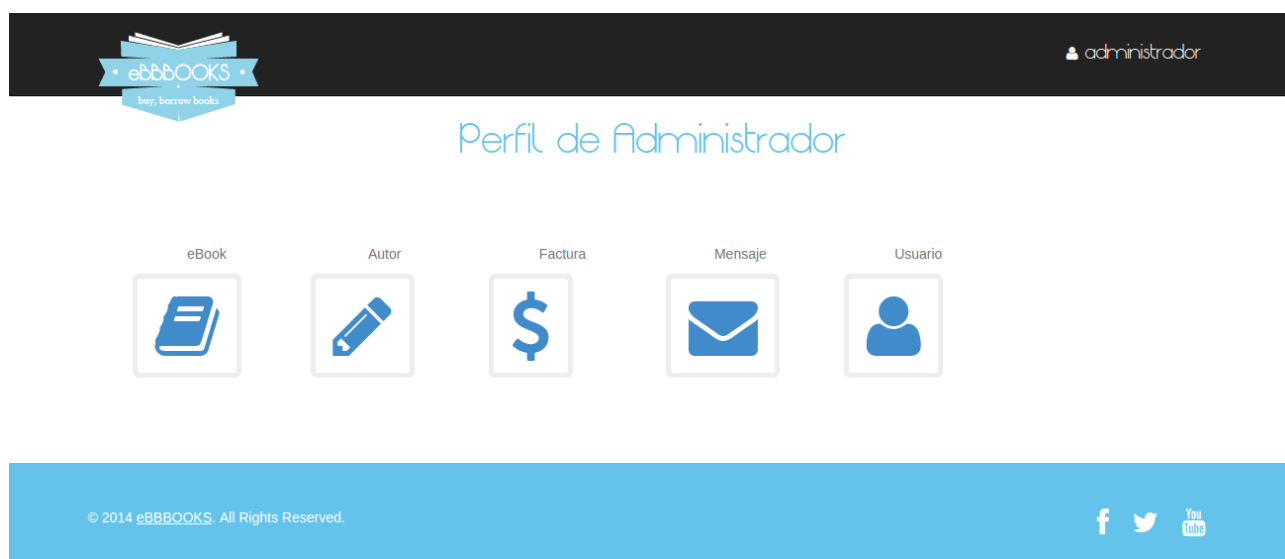 eBBBOOKS
buy, borrow books
administrador
Perfil de Administrador
eBook
Autor
Factura
Mensaje
Usuario
© 2014 eBBBOOKS. All Rights Reserved.
You
Tube